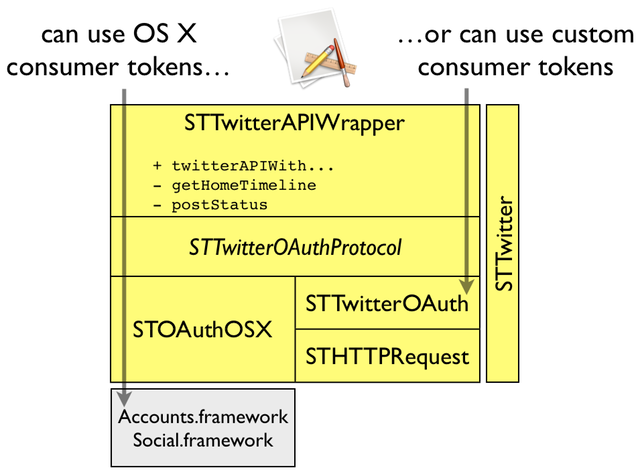 can use OS X
consumer tokens…
…or can use custom
consumer tokens
STTwitterAPIWrapper
+ twitterAPIWith...
- getHomeTimeline
- postStatus
STTwitterOAuthProtocol
STOAuthOSX
STTwitterOAuth
STHTTPRequest
STTwitter
Accounts.framework
Social.framework